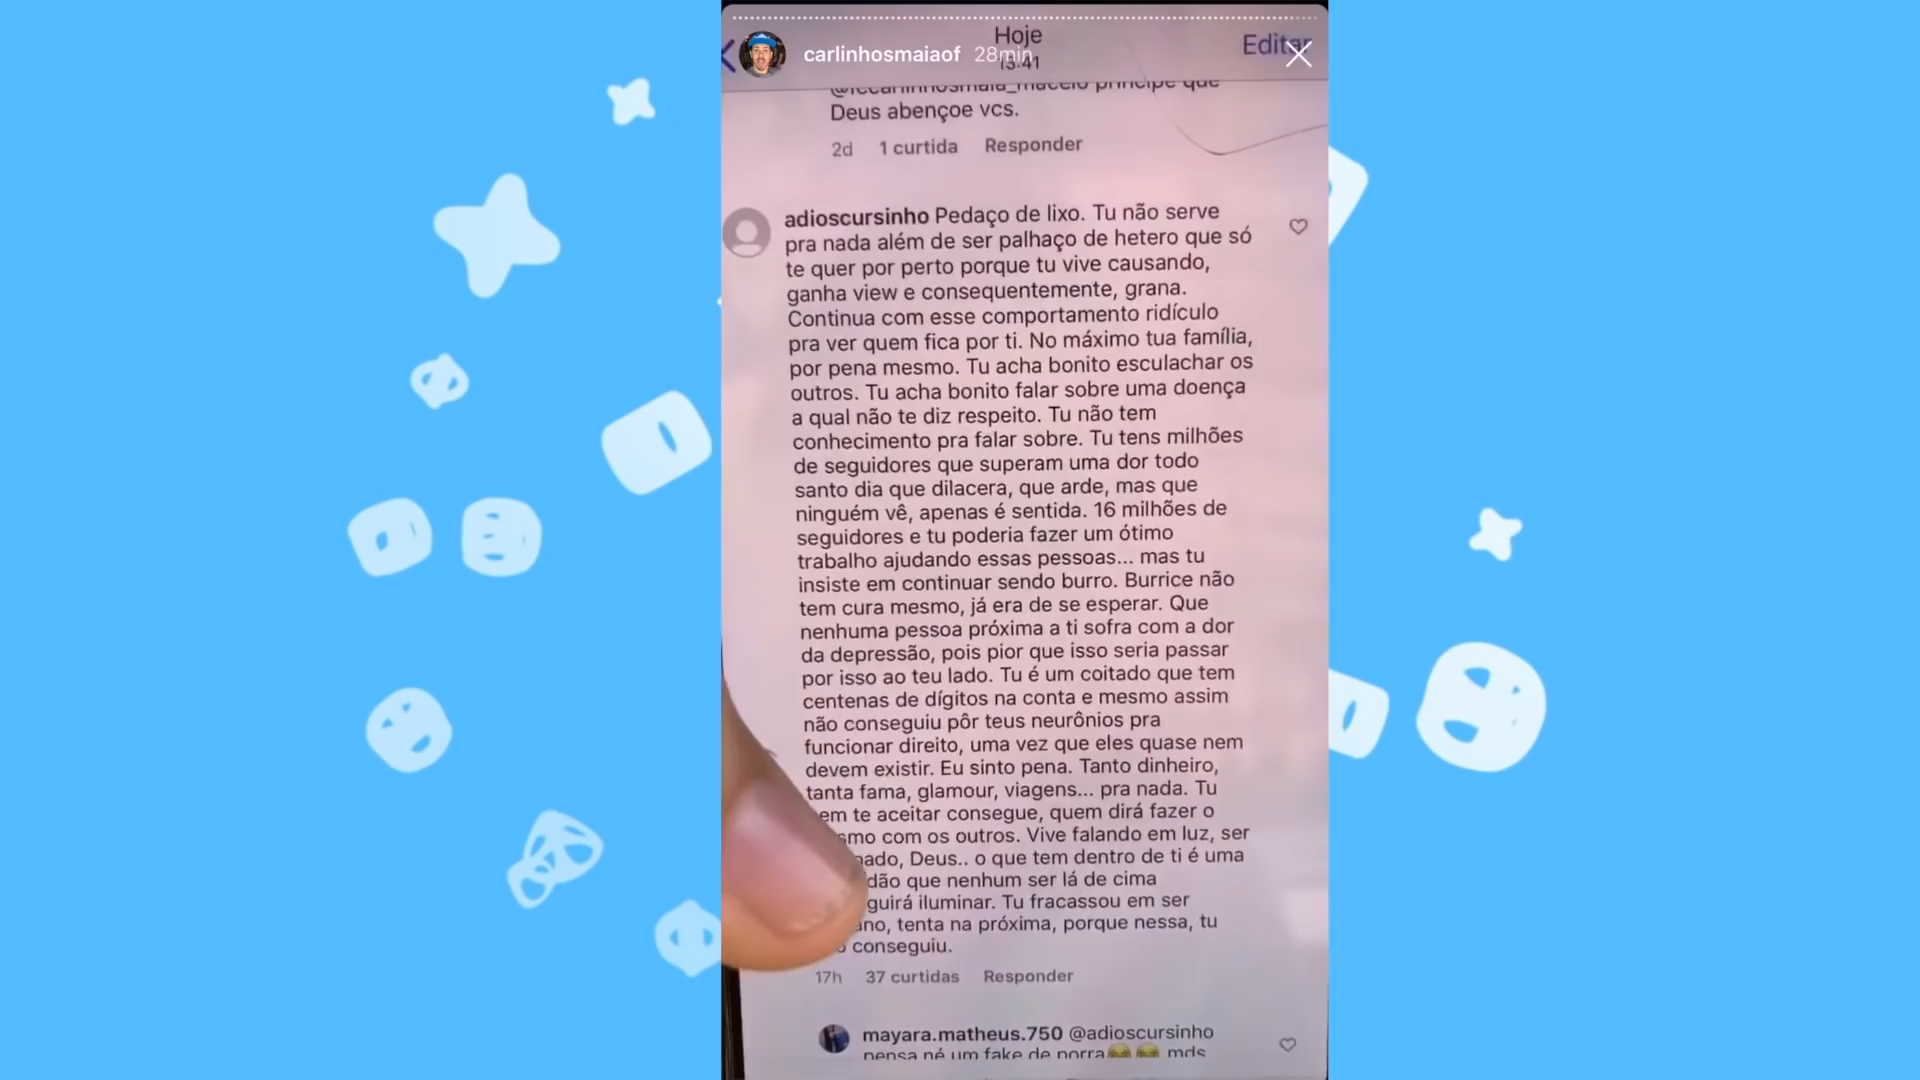 Hoje
Editar
carlinhosmaiaof 28min
13:41
Deus abençoe vcs.
2d 1 curtida Responder
adioscursinho Pedaço de lixo. Tu não serve
pra nada além de ser palhaço de hetero que só
te quer por perto porque tu vive causando,
ganha view e consequentemente, grana.
Continua com esse comportamento ridículo
pra ver quem fica por ti. No máximo tua família,
por pena mesmo. Tu acha bonito esculachar os
outros. Tu acha bonito falar sobre uma doença
a qual não te diz respeito. Tu não tem
conhecimento pra falar sobre. Tu tens milhões
de seguidores que superam uma dor todo
santo dia que dilacera, que arde, mas que
ninguém vê, apenas é sentida. 16 milhões de
seguidores e tu poderia fazer um ótimo
trabalho ajudando essas pessoas... mas tu
insiste em continuar sendo burro. Burrice não
tem cura mesmo, já era de se esperar. Que
nenhuma pessoa próxima a ti sofra com a dor
da depressão, pois pior que isso seria passar
por isso ao teu lado. Tu é um coitado que tem
centenas de dígitos na conta e mesmo assim
não conseguiu pôr teus neurônios pra
funcionar direito, uma vez que eles quase nem
devem existir. Eu sinto pena. Tanto dinheiro,
tanta fama, glamour, viagens... pra nada. Tu
em te aceitar consegue, quem dirá fazer o
smo com os outros. Vive falando em luz, ser
ado, Deus.. o que tem dentro de ti é uma
dão que nenhum ser lá de cima
guirá iluminar. Tu fracassou em ser
ano, tenta na próxima, porque nessa, tu
conseguiu.
17h 37 curtidas Responder
mayara.matheus.750 @adioscursinho
pensa né um fake de porra😂😂 mds